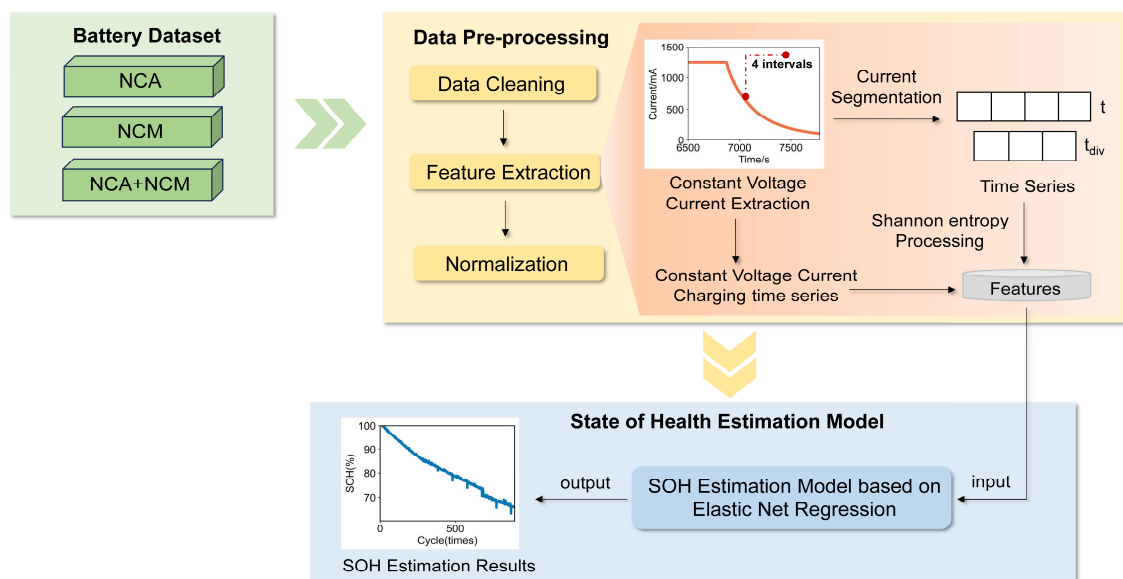 Battery Dataset
NCA
NCM
NCA+NCM
Data Pre-processing
Data Cleaning
Feature Extraction
Normalization
1500
1000
500
0
Current/mA
4 intervals
6500
7000
7500
Time/s
Constant Voltage
Current Extraction
Current
Segmentation
t
tdiv
Time Series
Shannon entropy
Processing
Constant Voltage Current
Charging time series
Features
State of Health Estimation Model
100
90
80
70
SCH(%)
0
500
Cycle(times)
SOH Estimation Results
output
SOH Estimation Model based on
Elastic Net Regression
input